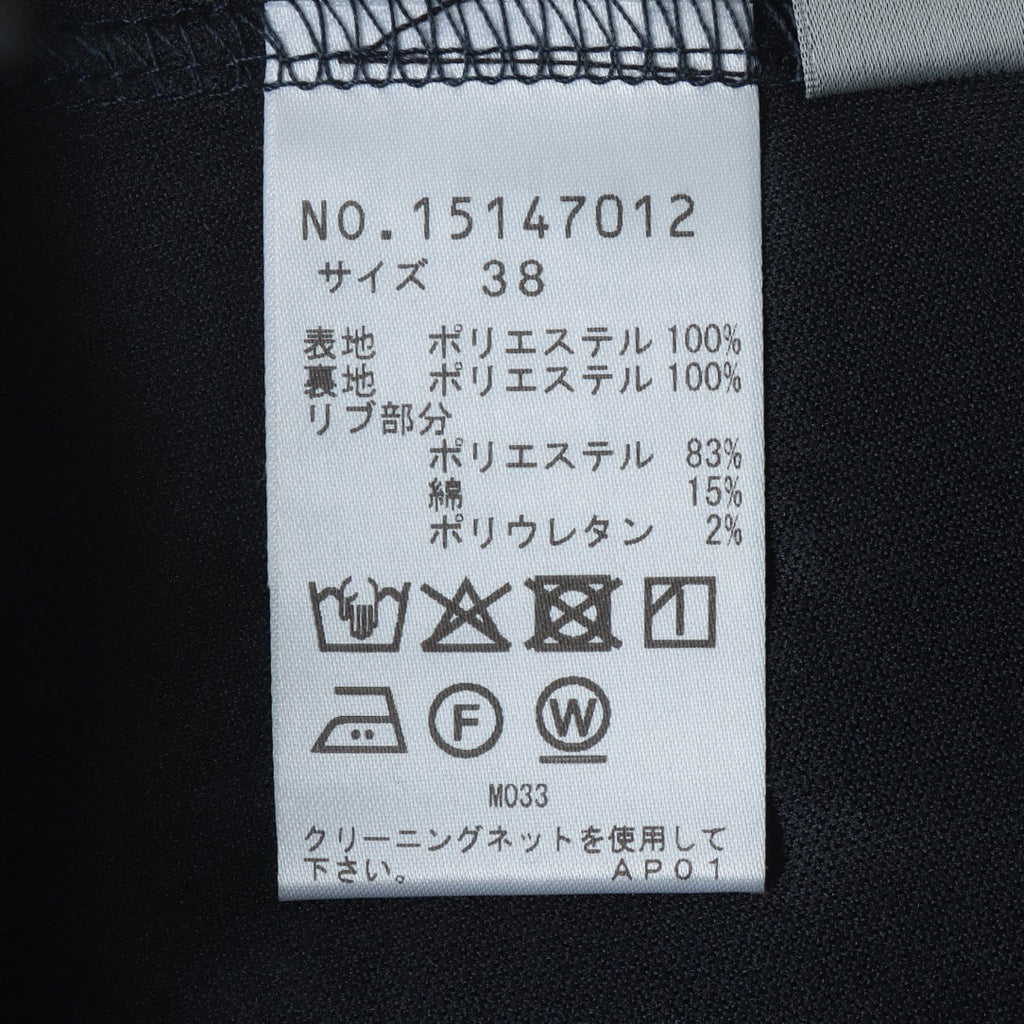 NO.15147012
サイズ 38
表地 ポリエステル 100%
裏地 ポリエステル 100%
リブ部分
ポリエステル 83%
綿 15%
ポリウレタン 2%
F W
M033
クリーニングネットを使用して
下さい。 AP01